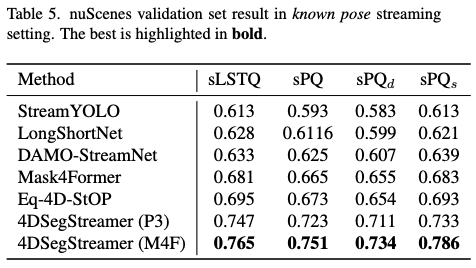 Table 5. nuScenes validation set result in known pose streaming
setting. The best is highlighted in bold.
Method sLSTQ sPQ sPQd sPQs
StreamYOLO 0.613 0.593 0.583 0.613
LongShortNet 0.628 0.6116 0.599 0.621
DAMO-StreamNet 0.633 0.625 0.607 0.639
Mask4Former 0.681 0.665 0.655 0.683
Eq-4D-StOP 0.695 0.673 0.654 0.693
4DSegStreamer (P3) 0.747 0.723 0.711 0.733
4DSegStreamer (M4F) 0.765 0.751 0.734 0.786